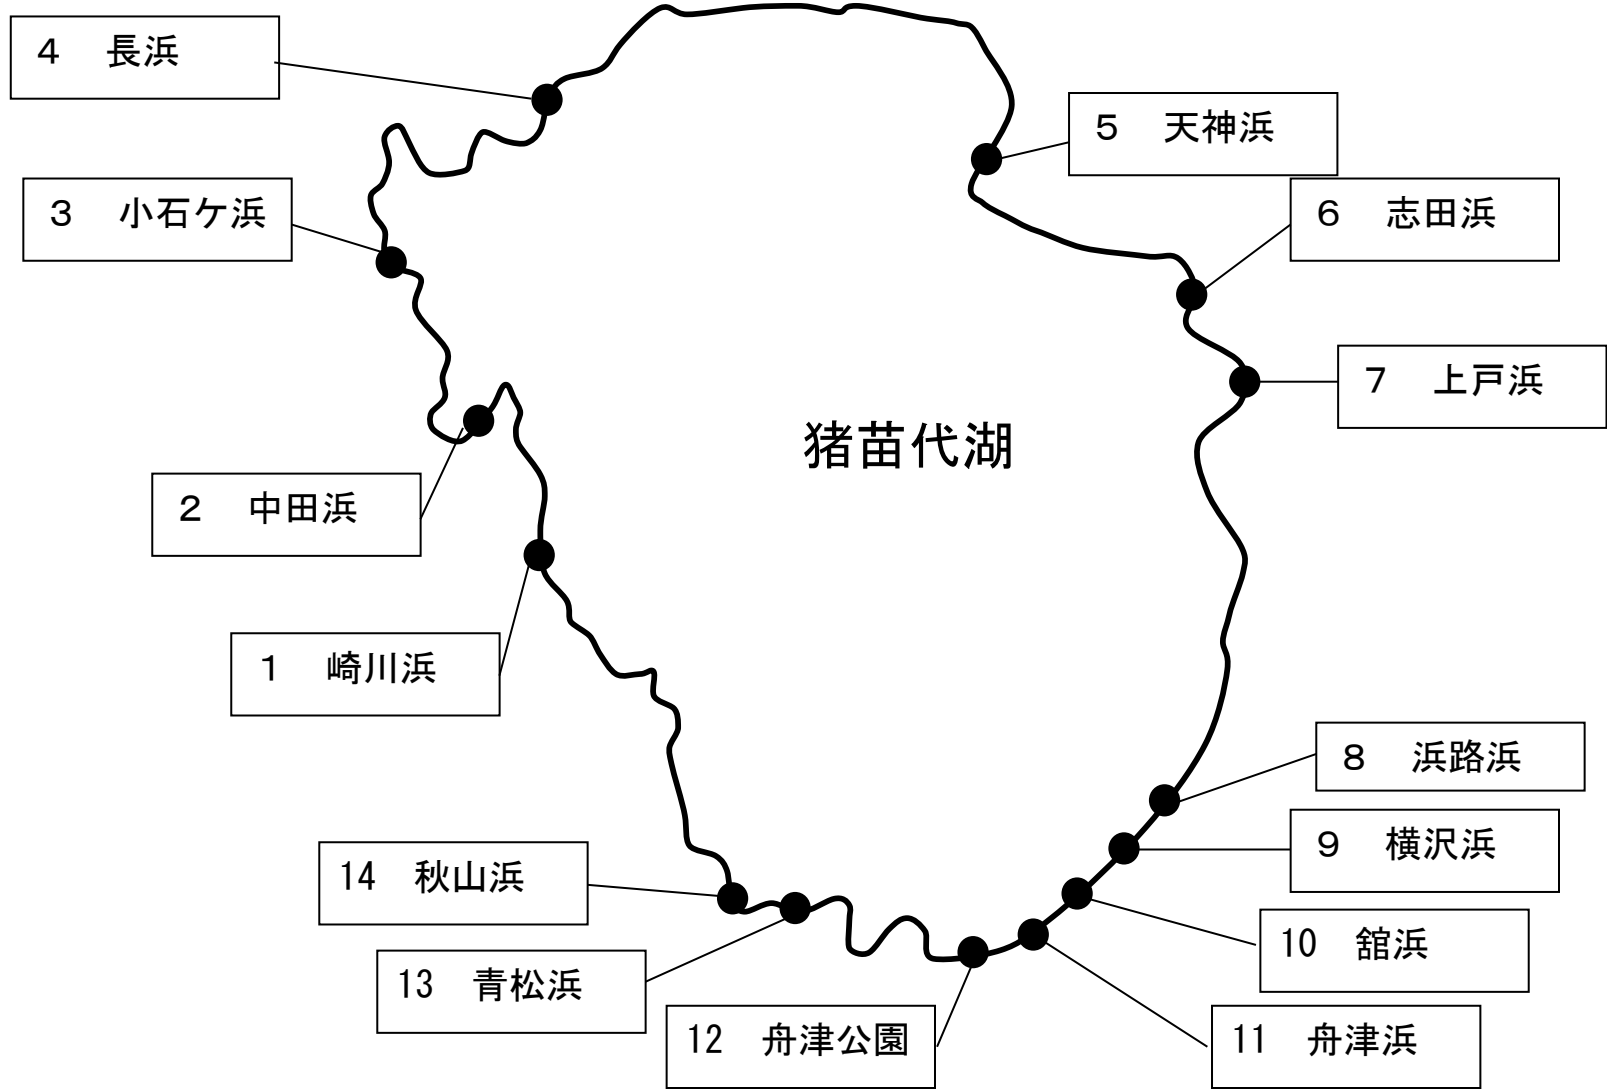 4 長浜
5 天神浜
3 小石ケ浜
6 志田浜
7 上戸浜
猪苗代湖
2 中田浜
1 崎川浜
8 浜路浜
9 横沢浜
14 秋山浜
10 舘浜
13 青松浜
12 舟津公園
11 舟津浜